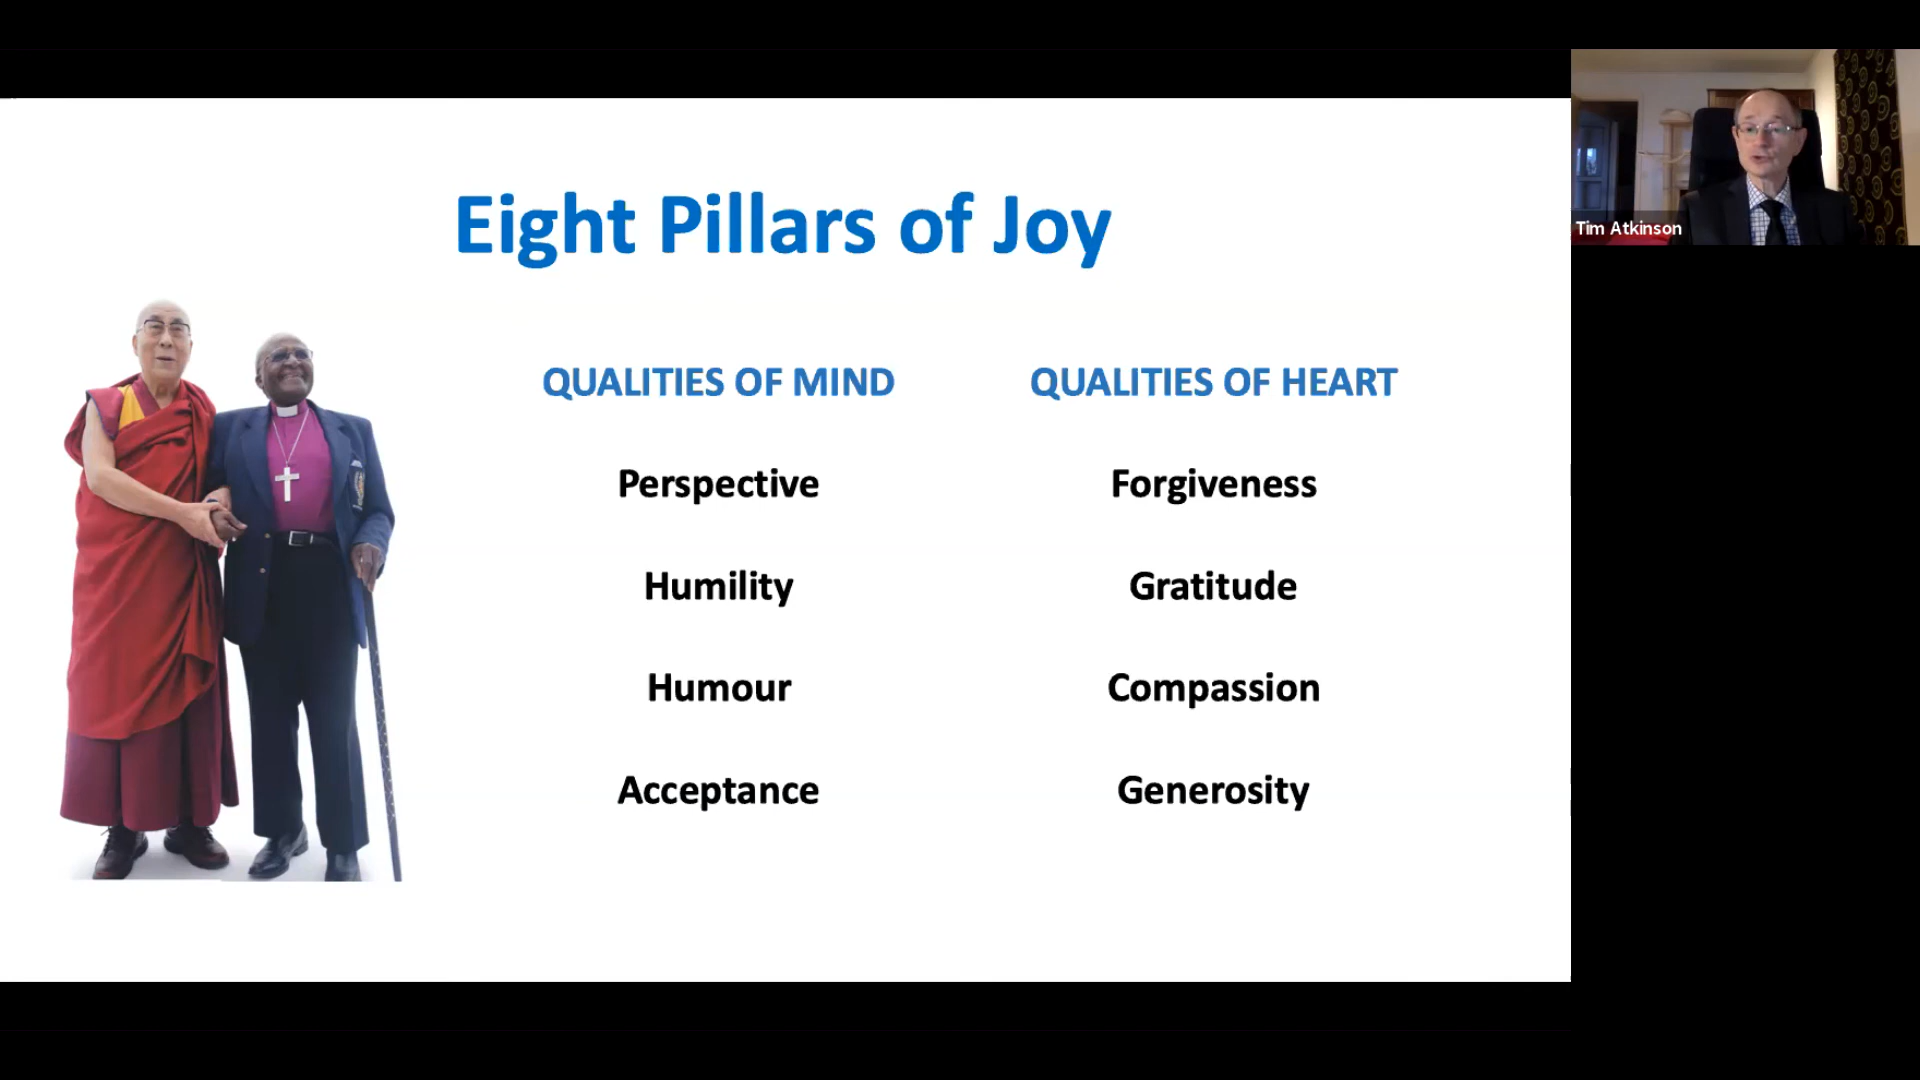 Eight Pillars of Joy
QUALITIES OF MIND
Perspective
Humility
Humour
Acceptance
QUALITIES OF HEART
Forgiveness
Gratitude
Compassion
Generosity
Tim Atkinson